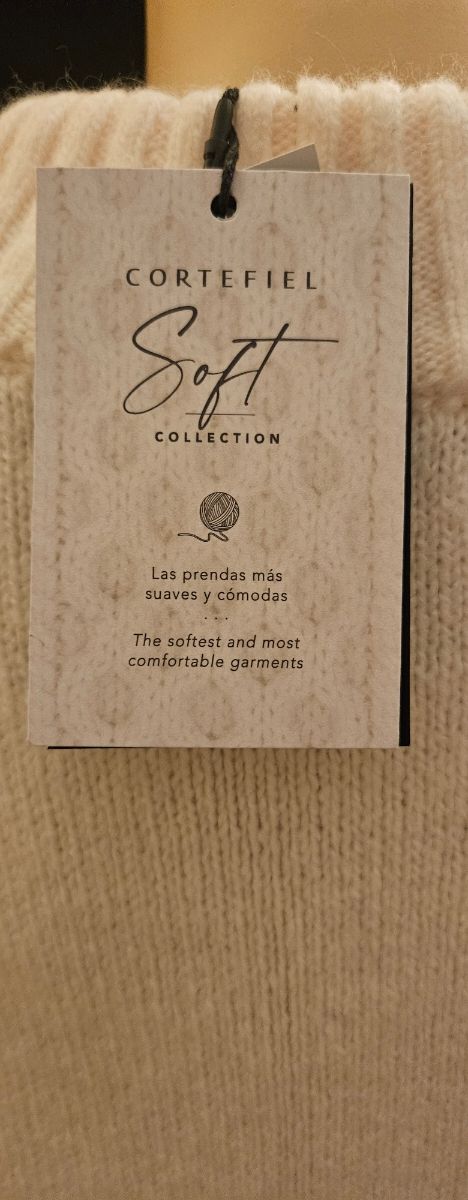 CORTEFIEL
Soft
COLLECTION
Las prendas más
suaves y cómodas
...
The softest and most
comfortable garments